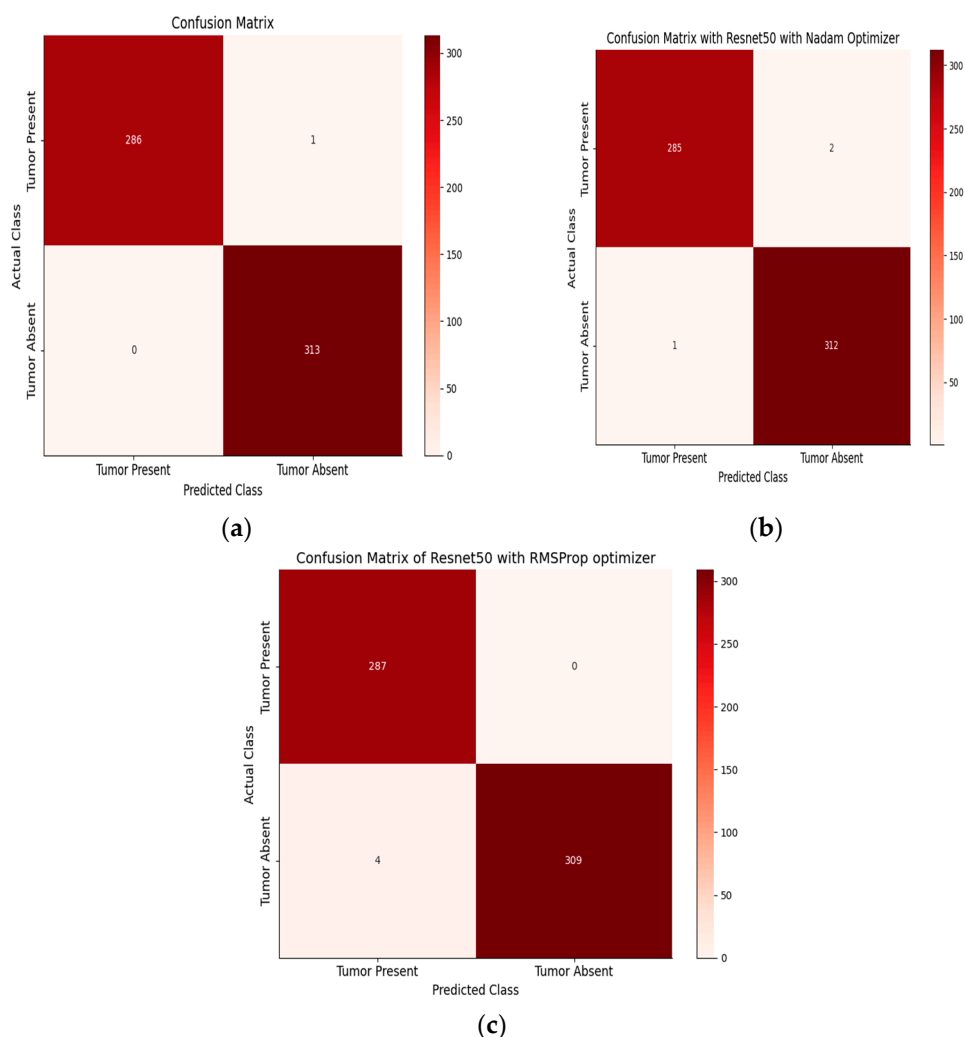 Confusion Matrix
Tumor Present
Actual Class
Tumor Absent
286
1
0
313
Tumor Present
Tumor Absent
Predicted Class
300
250
200
150
100
50
0
(a)
Confusion Matrix with Resnet50 with Nadam Optimizer
Tumor Present
Actual Class
Tumor Absent
285
2
1
312
Tumor Present
Tumor Absent
Predicted Class
300
250
200
150
100
50
(b)
Confusion Matrix of Resnet50 with RMSProp optimizer
Tumor Present
Actual Class
Tumor Absent
287
0
4
309
Tumor Present
Tumor Absent
Predicted Class
300
250
200
150
100
50
0
(c)